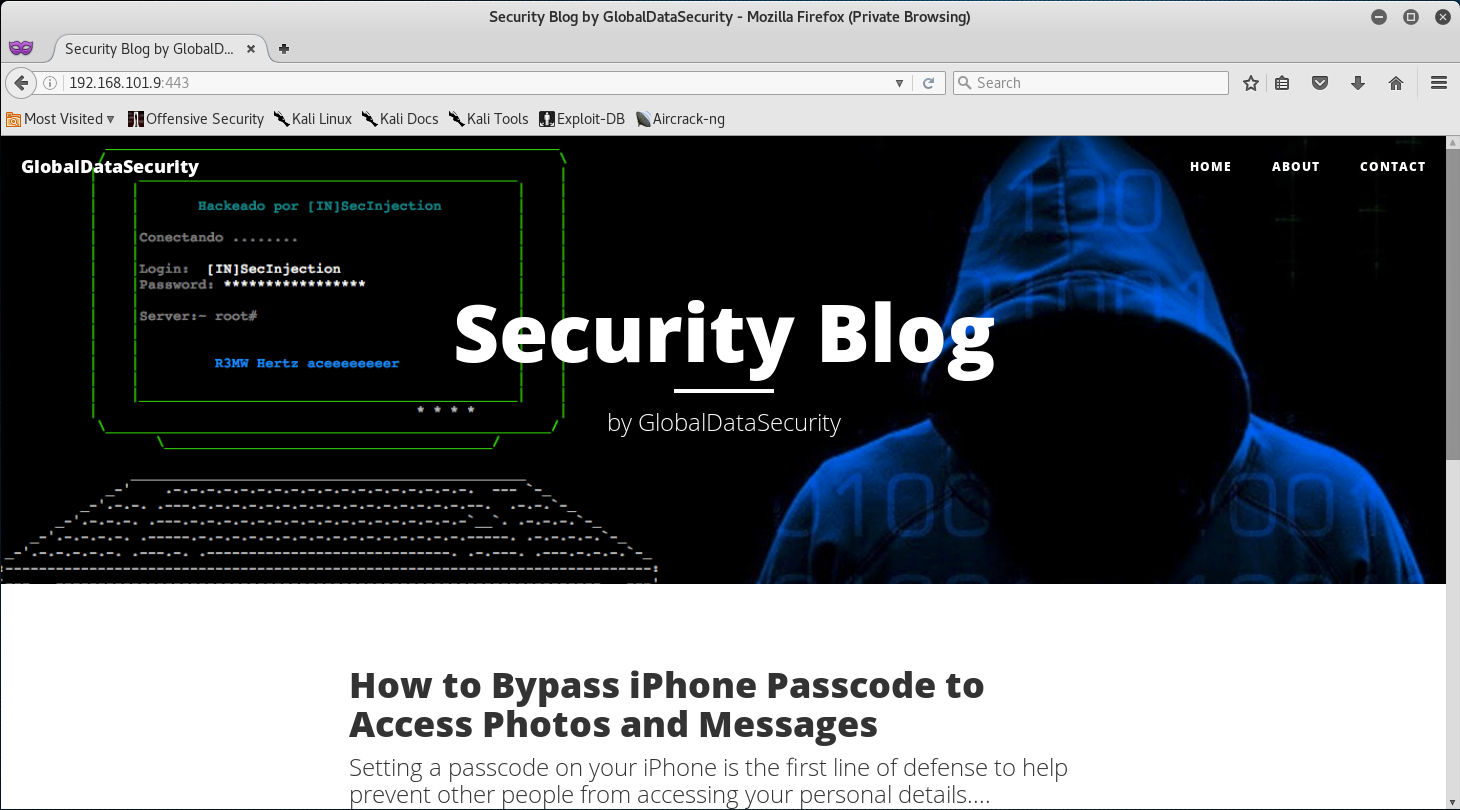 Security Blog by GlobalDataSecurity - Mozilla Firefox (Private Browsing)
Security Blog by GlobalD...
192.168.101.9:443
Search
Most Visited
Offensive Security
Kali Linux
Kali Docs
Kali Tools
Exploit-DB
Aircrack-ng
GlobalDataSecurity
HOME
ABOUT
CONTACT
Hackeado por [IN]SecInjection
Conectando ........
Login: [IN]SecInjection
Password: *****************
Server:~ root#
R3MW Hertz aceeeeeeeer
* * * *
Security Blog
by GlobalDataSecurity
How to Bypass iPhone Passcode to
Access Photos and Messages
Setting a passcode on your iPhone is the first line of defense to help
prevent other people from accessing your personal details....